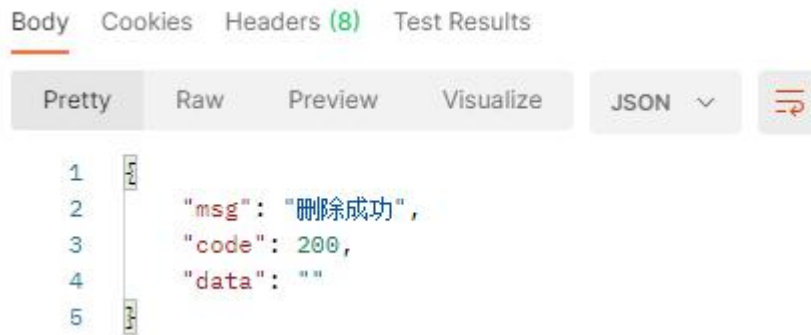 Body Cookies Headers (8) Test Results
Pretty Raw Preview Visualize JSON
1 {
2 "msg": "删除成功",
3 "code": 200,
4 "data": ""
5 }